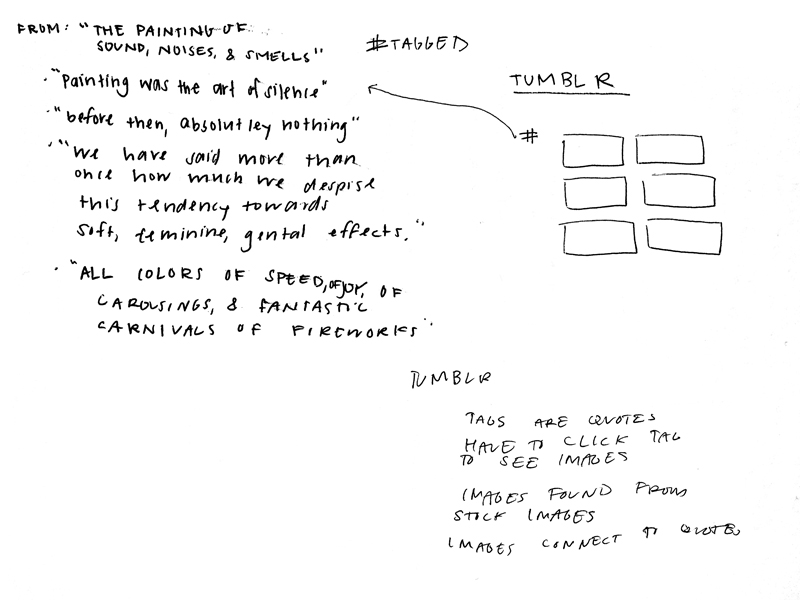 FROM: "THE PAINTING OF
SOUND, NOISES, & SMELLS"
#TAGGED
· "Painting was the art of silence"
· "before then, absolutley nothing"
· "we have said more than
once how much we despise
this tendency towards
soft, feminine, gental effects."
· "ALL COLORS OF SPEED, OF JOY, OF
CAROUSINGS, & FANTASTIC
CARNIVALS OF FIREWORKS"
TUMBLR
#
TUMBLR
TAGS ARE QUOTES
HAVE TO CLICK TAG
TO SEE IMAGES
IMAGES FOUND FROM
STOCK IMAGES
IMAGES CONNECT TO QUOTES